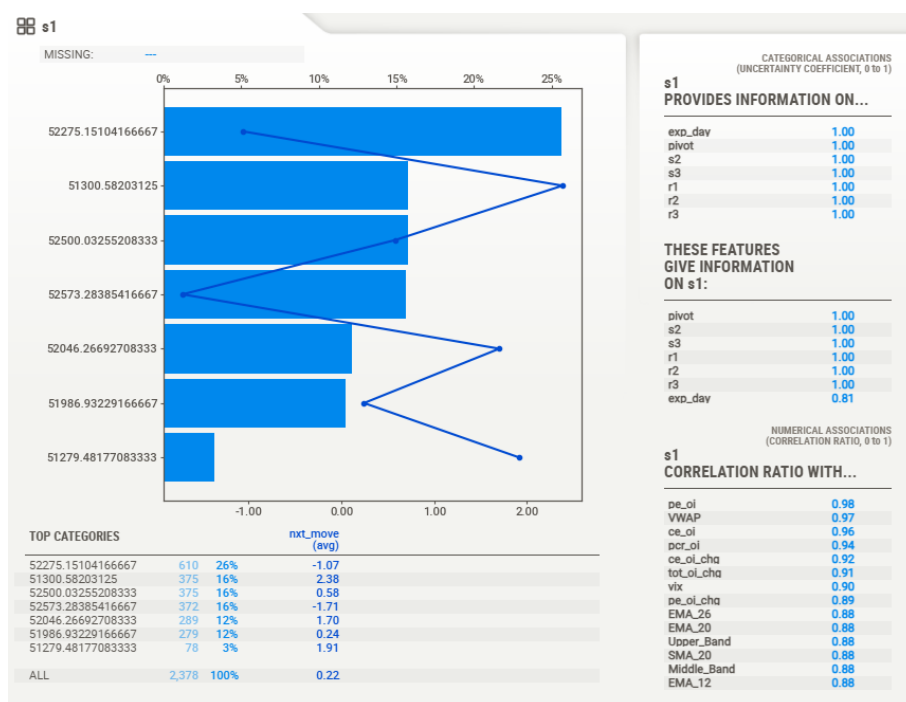 s1
MISSING: ---
0% 5% 10% 15% 20% 25%
52275.15104166667
51300.58203125
52500.03255208333
52573.28385416667
52046.26692708333
51986.93229166667
51279.48177083333
-1.00 0.00 1.00 2.00
TOP CATEGORIES nxt_move
(avg)
52275.15104166667 610 26% -1.07
51300.58203125 375 16% 2.38
52500.03255208333 375 16% 0.58
52573.28385416667 372 16% -1.71
52046.26692708333 289 12% 1.70
51986.93229166667 279 12% 0.24
51279.48177083333 78 3% 1.91
ALL 2,378 100% 0.22
CATEGORICAL ASSOCIATIONS
(UNCERTAINTY COEFFICIENT, 0 to 1)
s1
PROVIDES INFORMATION ON...
exp_day 1.00
pivot 1.00
s2 1.00
s3 1.00
r1 1.00
r2 1.00
r3 1.00
THESE FEATURES
GIVE INFORMATION
ON s1:
pivot 1.00
s2 1.00
s3 1.00
r1 1.00
r2 1.00
r3 1.00
exp_day 0.81
NUMERICAL ASSOCIATIONS
(CORRELATION RATIO, 0 to 1)
s1
CORRELATION RATIO WITH...
pe_oi 0.98
VWAP 0.97
ce_oi 0.96
pcr_oi 0.94
ce_oi_chg 0.92
tot_oi_chg 0.91
vix 0.90
pe_oi_chg 0.89
EMA_26 0.88
EMA_20 0.88
Upper_Band 0.88
SMA_20 0.88
Middle_Band 0.88
EMA_12 0.88